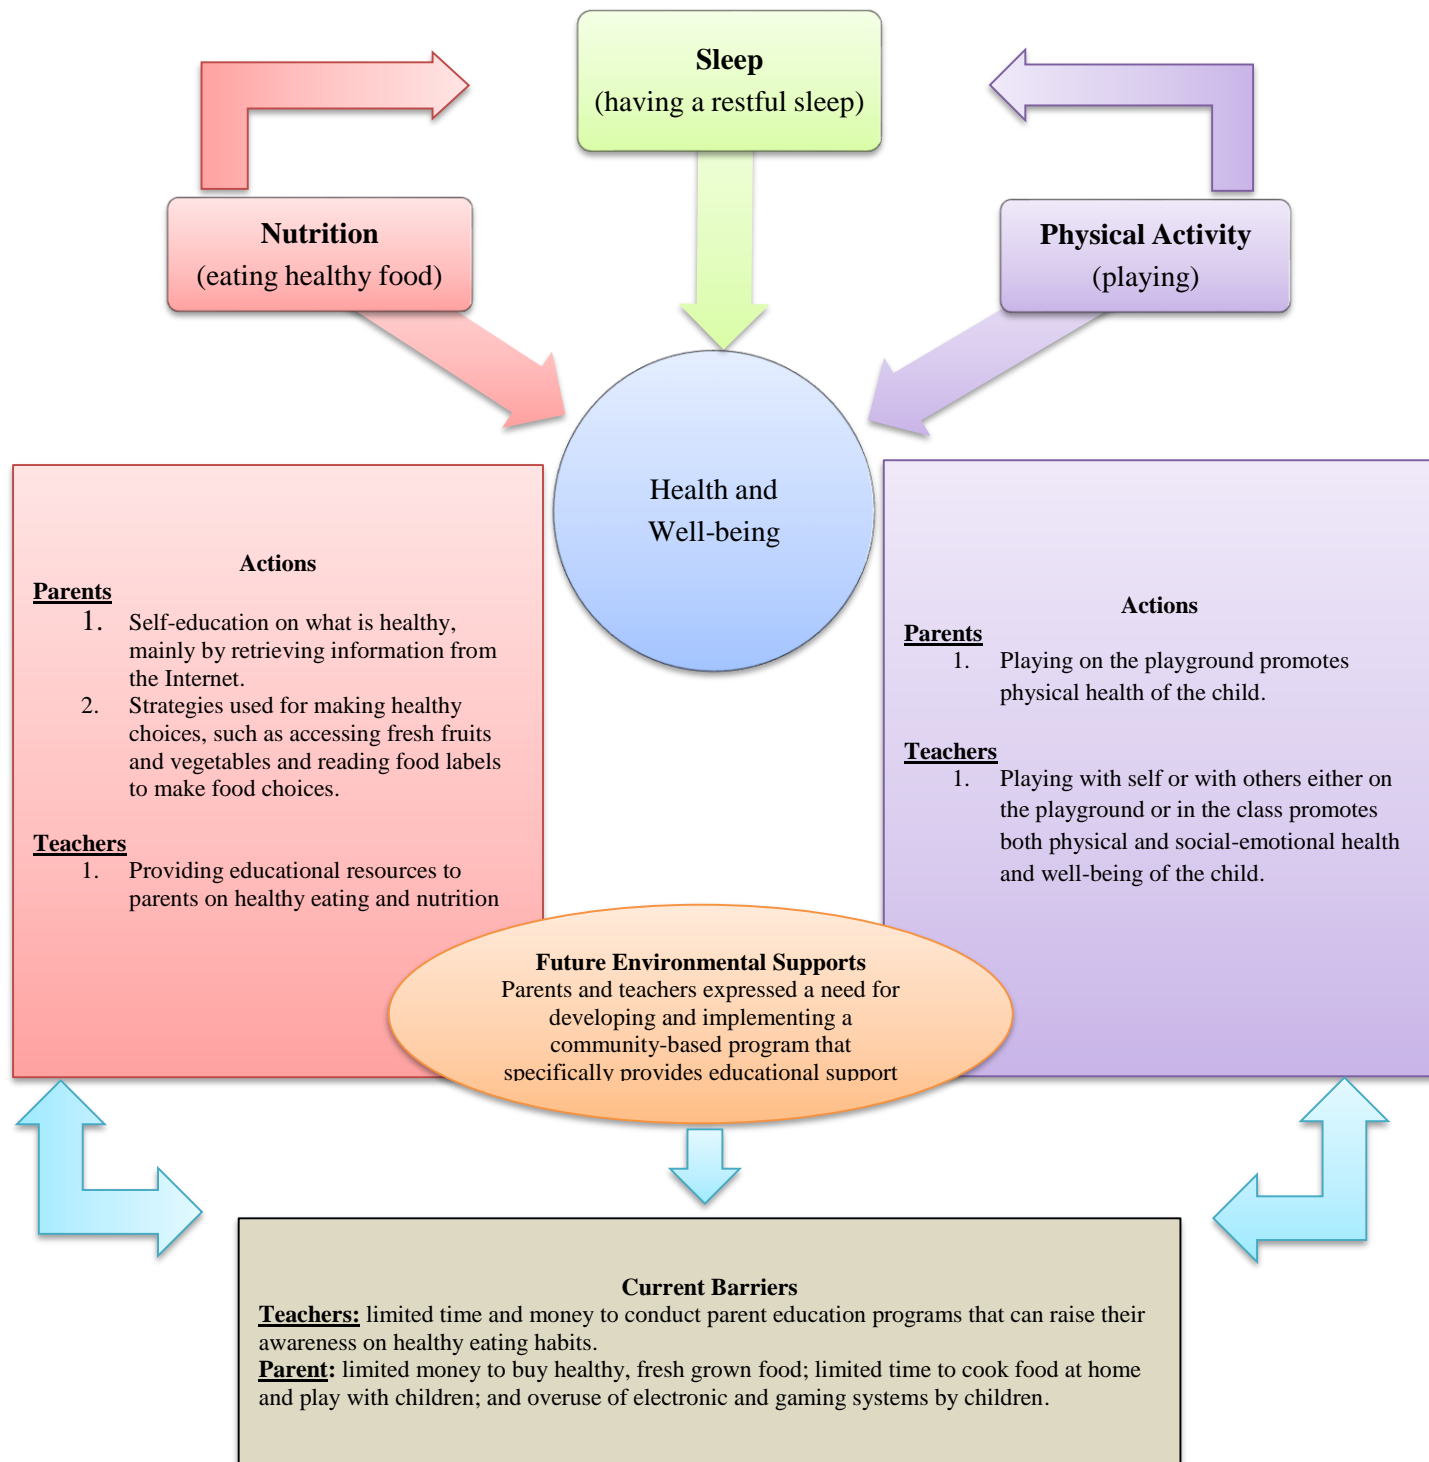 Sleep
(having a restful sleep)
Nutrition
(eating healthy food)
Physical Activity
(playing)
Health and
Well-being
Actions
Parents
1. Self-education on what is healthy,
mainly by retrieving information from
the Internet.
2. Strategies used for making healthy
choices, such as accessing fresh fruits
and vegetables and reading food labels
to make food choices.
Teachers
1. Providing educational resources to
parents on healthy eating and nutrition
Actions
Parents
1. Playing on the playground promotes
physical health of the child.
Teachers
1. Playing with self or with others either on
the playground or in the class promotes
both physical and social-emotional health
and well-being of the child.
Future Environmental Supports
Parents and teachers expressed a need for
developing and implementing a
community-based program that
specifically provides educational support
Current Barriers
Teachers: limited time and money to conduct parent education programs that can raise their
awareness on healthy eating habits.
Parent: limited money to buy healthy, fresh grown food; limited time to cook food at home
and play with children; and overuse of electronic and gaming systems by children.